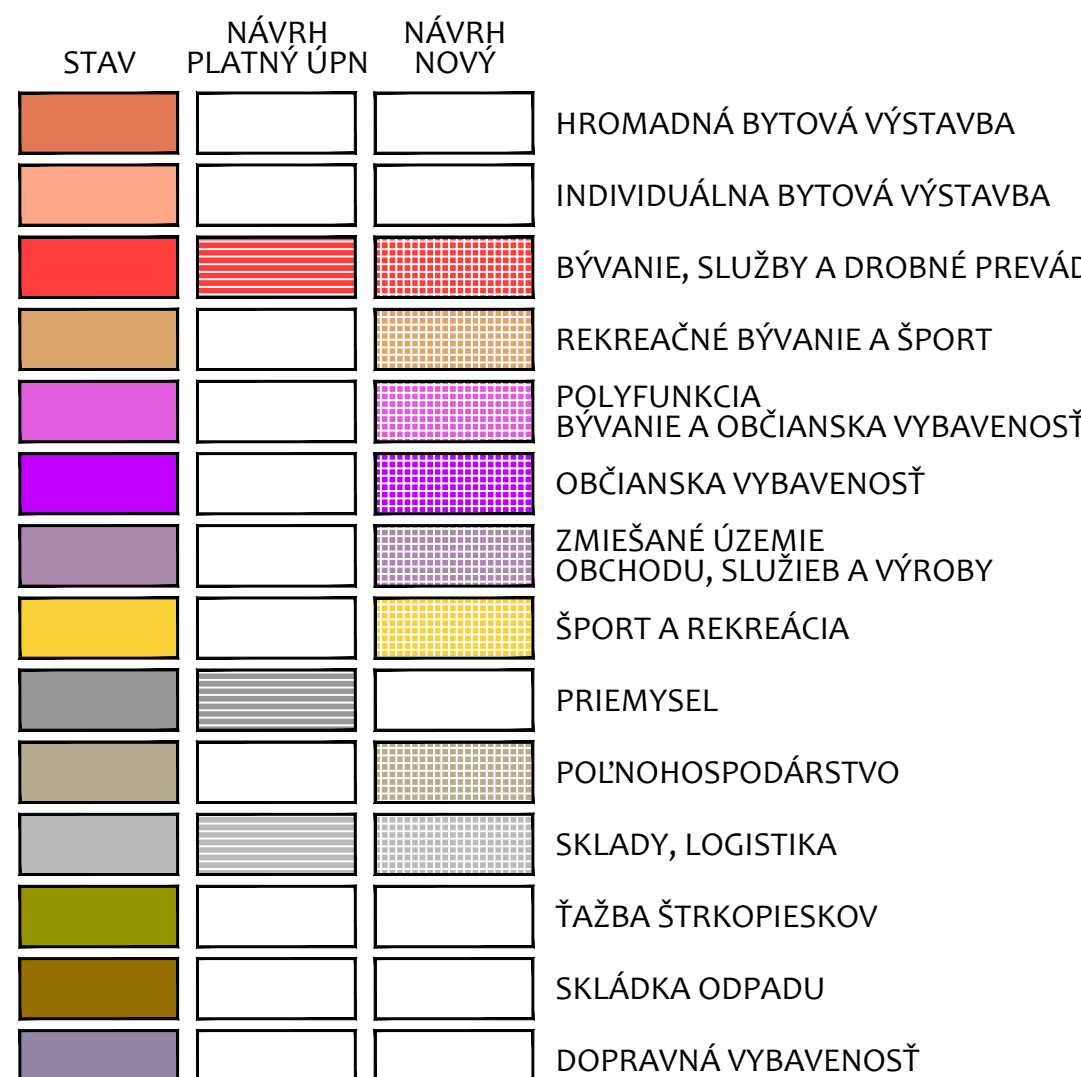 STAV
NÁVRH
PLATNÝ ÚPN
NÁVRH
NOVÝ
HROMADNÁ BYTOVÁ VÝSTAVBA
INDIVIDUÁLNA BYTOVÁ VÝSTAVBA
BÝVANIE, SLUŽBY A DROBNÉ
REKREAČNÉ BÝVANIE A ŠPORT
POLYFUNKCIA
BÝVANIE A OBČIANSKA VYBAVENOSŤ
OBČIANSKA VYBAVENOSŤ
ZMIEŠANÉ ÚZEMIE
OBCHODU, SLUŽIEB A VÝROBY
ŠPORT A REKREÁCIA
PRIEMYSEL
POĽNOHOSPODÁRSTVO
SKLADY, LOGISTIKA
ŤAŽBA ŠTRKOPIESKOV
SKLÁDKA ODPADU
DOPRAVNÁ VYBAVENOSŤ